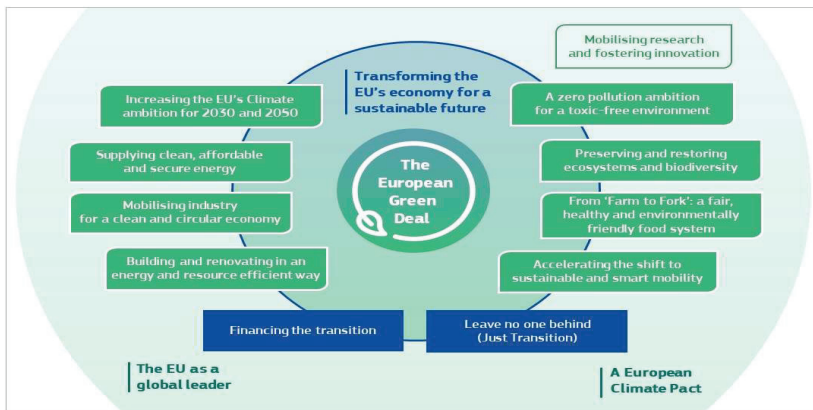 Mobilising research
and fostering innovation
Transforming the
EU's economy for a
sustainable future
Increasing the EU's Climate
ambition for 2030 and 2050
A zero pollution ambition
for a toxic-free environment
Supplying clean, affordable
and secure energy
The
European
Green
Deal
Preserving and restoring
ecosystems and biodiversity
Mobilising industry
for a clean and circular economy
From 'Farm to Fork': a fair,
healthy and environmentally
friendly food system
Building and renovating in an
energy and resource efficient way
Accelerating the shift to
sustainable and smart mobility
Financing the transition
Leave no one behind
(Just Transition)
The EU as a
global leader
A European
Climate Pact